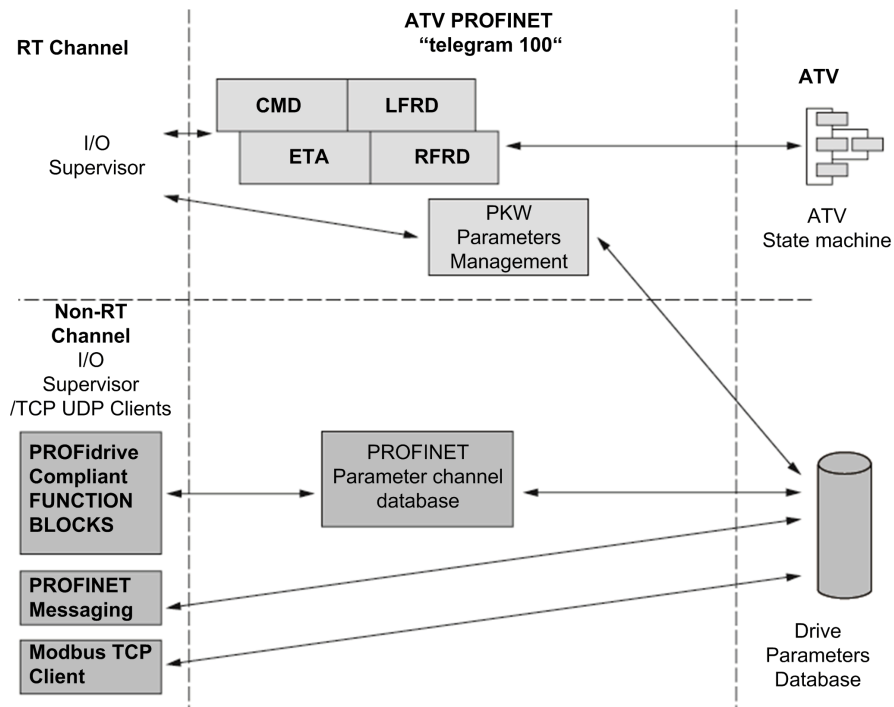 ATV PROFINET
“telegram 100“
RT Channel
ATV
CMD
LFRD
ETA
RFRD
I/O
Supervisor
PKW
Parameters
Management
ATV
State machine
Non-RT
Channel
I/O
Supervisor
/TCP UDP Clients
PROFidrive
Compliant
FUNCTION
BLOCKS
PROFINET
Parameter channel
database
PROFINET
Messaging
Modbus TCP
Client
Drive
Parameters
Database